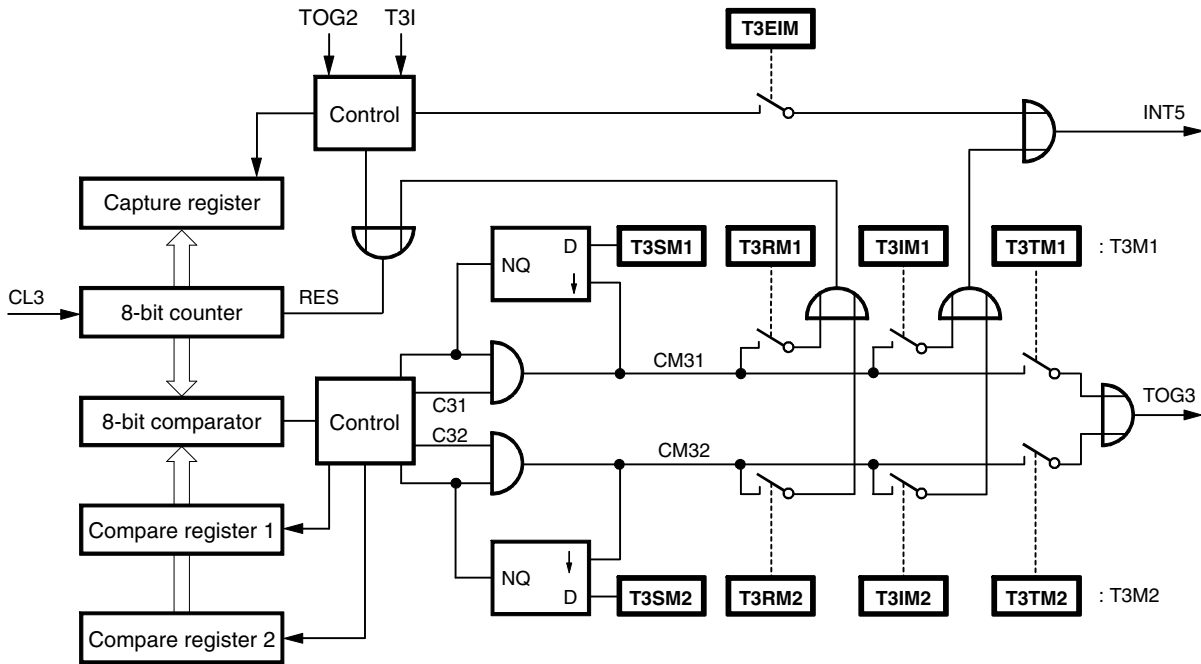 TOG2 T3I
T3EIM
Control
INT5
Capture register
D T3SM1 T3RM1 T3IM1 T3TM1 : T3M1
NQ
CL3 8-bit counter RES
CM31
C31
8-bit comparator Control TOG3
C32
CM32
Compare register 1
NQ
D T3SM2 T3RM2 T3IM2 T3TM2 : T3M2
Compare register 2